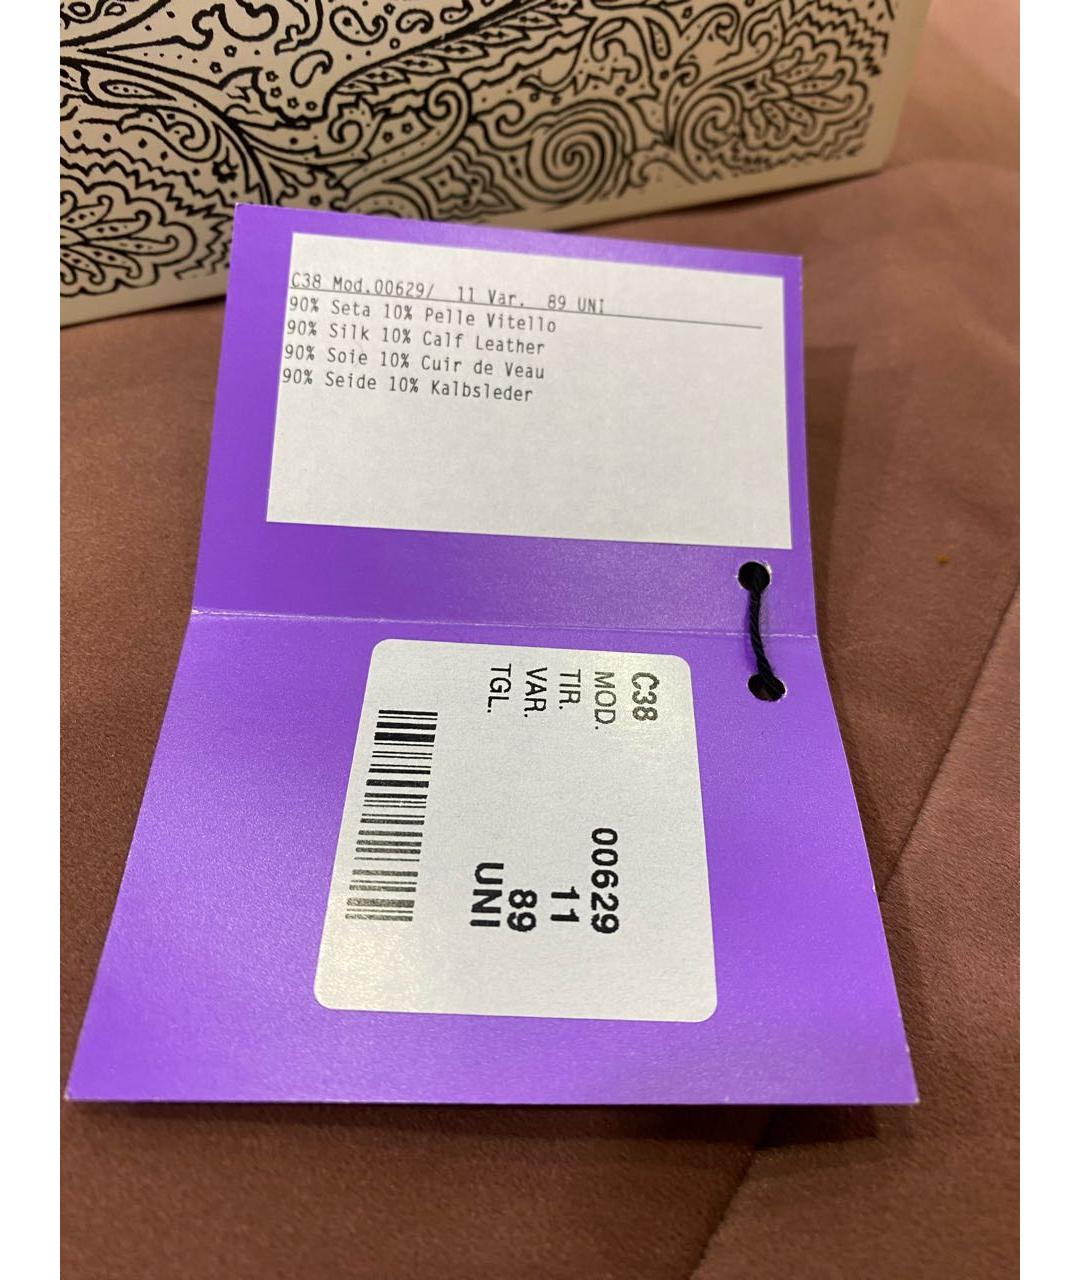 C38 Mod.00629/ 11 Var. 89 UNI
90% Seta 10% Pelle Vitello
90% Silk 10% Calf Leather
90% Soie 10% Cuir de Veau
90% Seide 10% Kalbsleder
C38
MOD. 00629
TIR. 11
VAR. 89
TGL. UNI